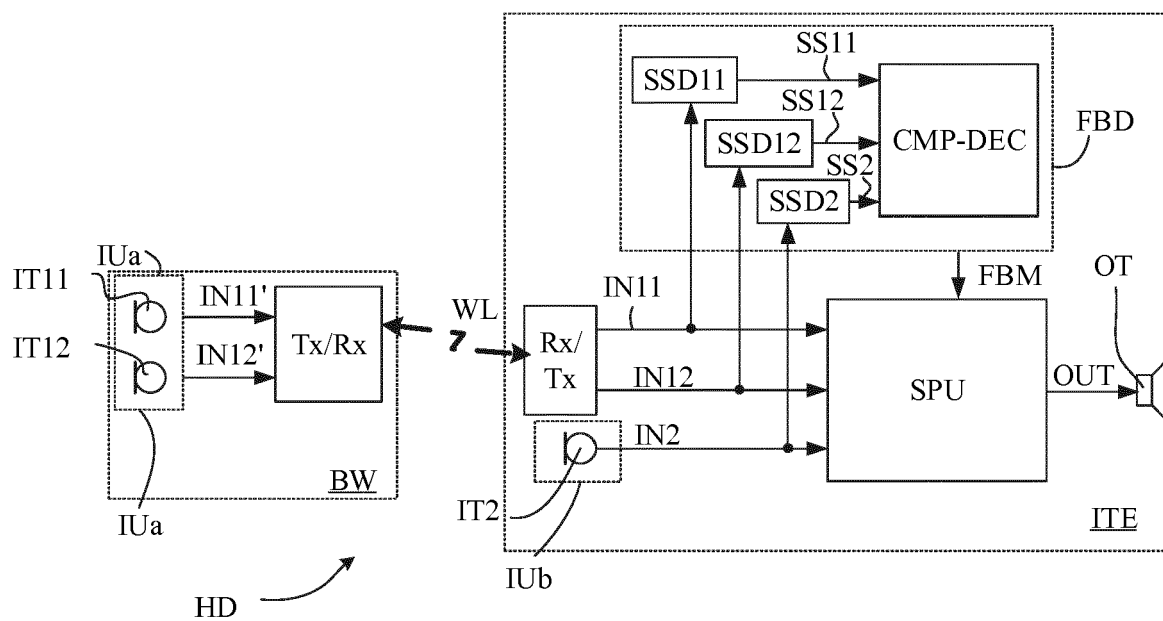 SS11
SSD11
SS12
SSD12
CMP-DEC
FBD
SS2
SSD2
IUa
IT11
IN11'
WL
IN11
FBM
OT
IT12
IN12'
Tx/Rx
Rx/
Tx
IN12
SPU
OUT
IN2
BW
IT2
ITE
IUa
IUb
HD